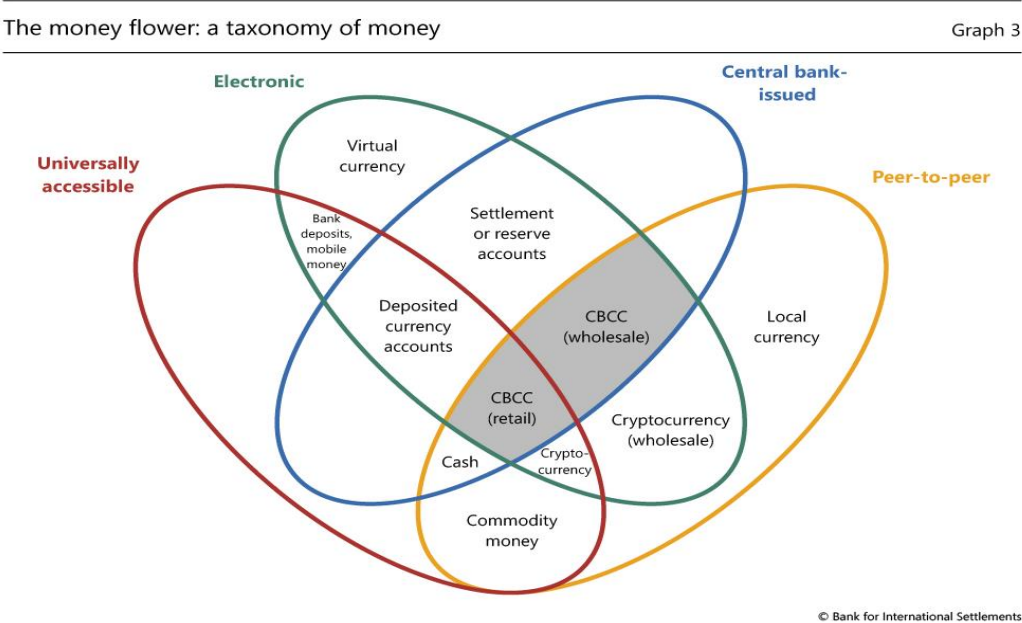 The money flower: a taxonomy of money
Graph 3
Electronic
Central bank-
issued
Universally
accessible
Peer-to-peer
Virtual
currency
Bank
deposits,
mobile
money
Settlement
or reserve
accounts
Deposited
currency
accounts
CBCC
(wholesale)
Local
currency
CBCC
(retail)
Cryptocurrency
(wholesale)
Cash
Crypto-
currency
Commodity
money
© Bank for International Settlements